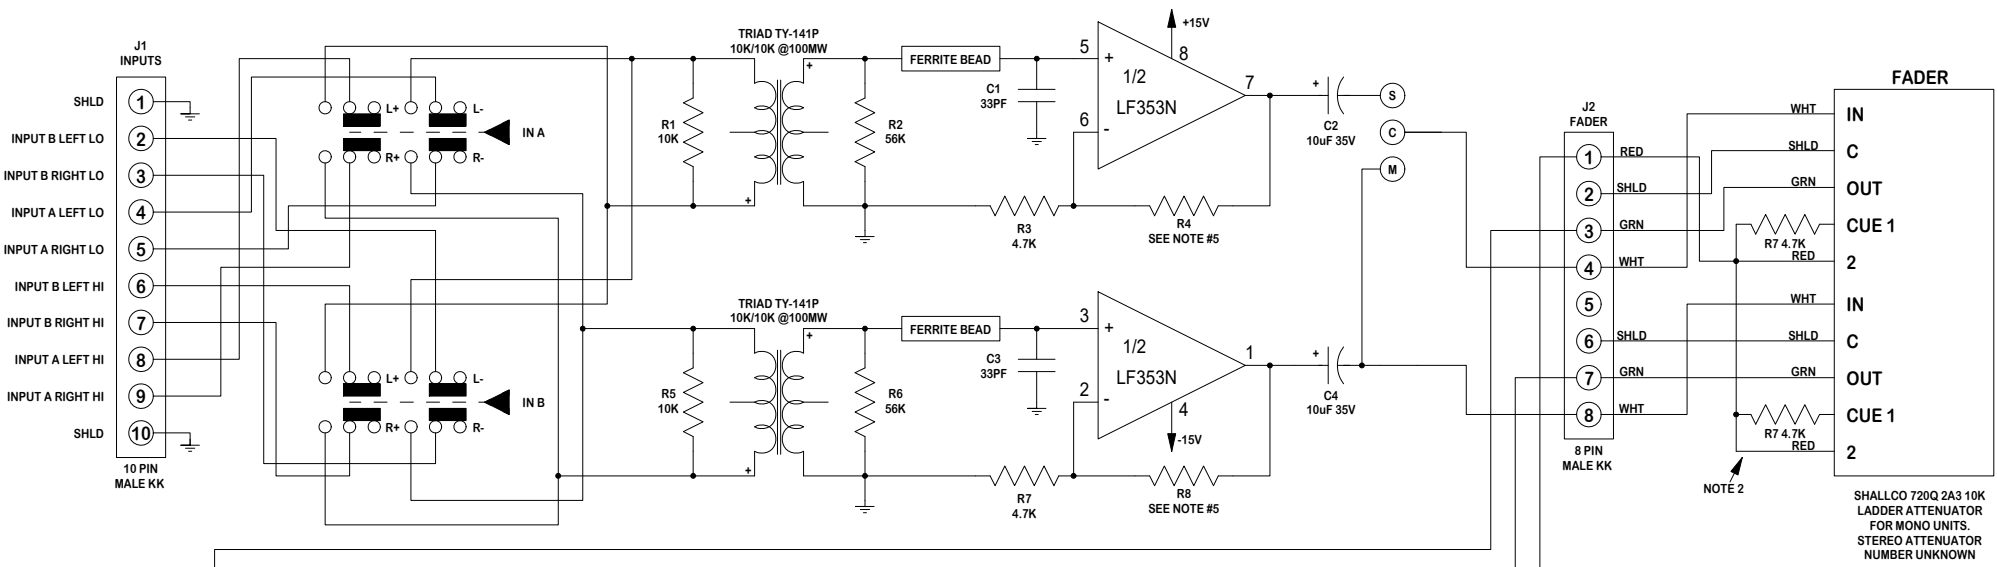 J1
INPUTS
SHLD
1
INPUT B LEFT LO
2
INPUT B RIGHT LO
3
INPUT A LEFT LO
4
INPUT A RIGHT LO
5
INPUT B LEFT HI
6
INPUT B RIGHT HI
7
INPUT A LEFT HI
8
INPUT A RIGHT HI
9
SHLD
10
10 PIN
MALE KK
L+
L-
R+
R-
IN A
L+
L-
R+
R-
IN B
TRIAD TY-141P
10K/10K @100MW
+
+
R1
10K
R2
56K
FERRITE BEAD
C1
33PF
5
+
6
-
1/2
LF353N
+15V
8
7
R3
4.7K
R4
SEE NOTE #5
+
C2
10uF 35V
S
C
M
TRIAD TY-141P
10K/10K @100MW
+
+
R5
10K
R6
56K
FERRITE BEAD
C3
33PF
3
+
2
-
1/2
LF353N
4
-15V
1
R7
4.7K
R8
SEE NOTE #5
+
C4
10uF 35V
J2
FADER
1
RED
2
SHLD
3
GRN
4
WHT
5
6
SHLD
7
GRN
8
WHT
8 PIN
MALE KK
FADER
WHT
IN
SHLD
C
GRN
OUT
R7 4.7K
CUE 1
RED
2
WHT
IN
SHLD
C
GRN
OUT
R7 4.7K
CUE 1
RED
2
NOTE 2
SHALLCO 720Q 2A3 10K
LADDER ATTENUATOR
FOR MONO UNITS.
STEREO ATTENUATOR
NUMBER UNKNOWN